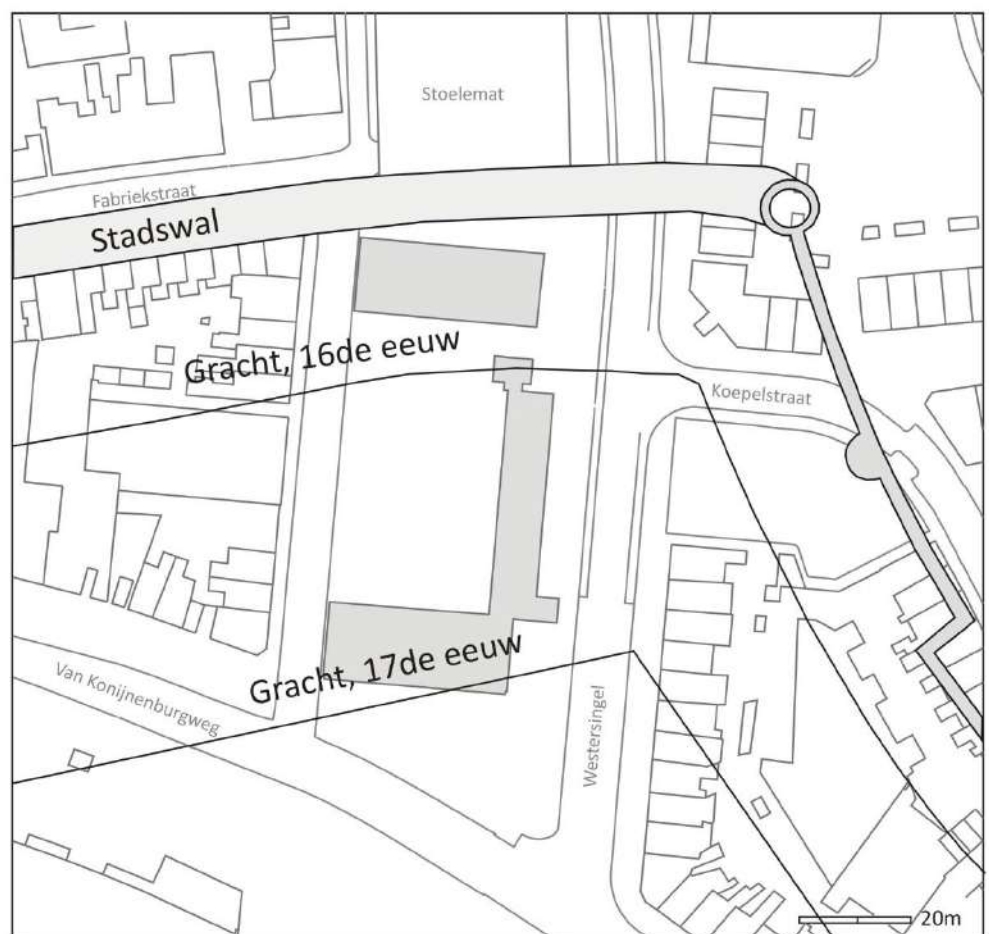 Stoelemat
Fabriekstraat
Stadswal
Gracht, 16de eeuw
Koepelstraat
Gracht, 17de eeuw
Van Konijnenburgweg
Westersingel
20m